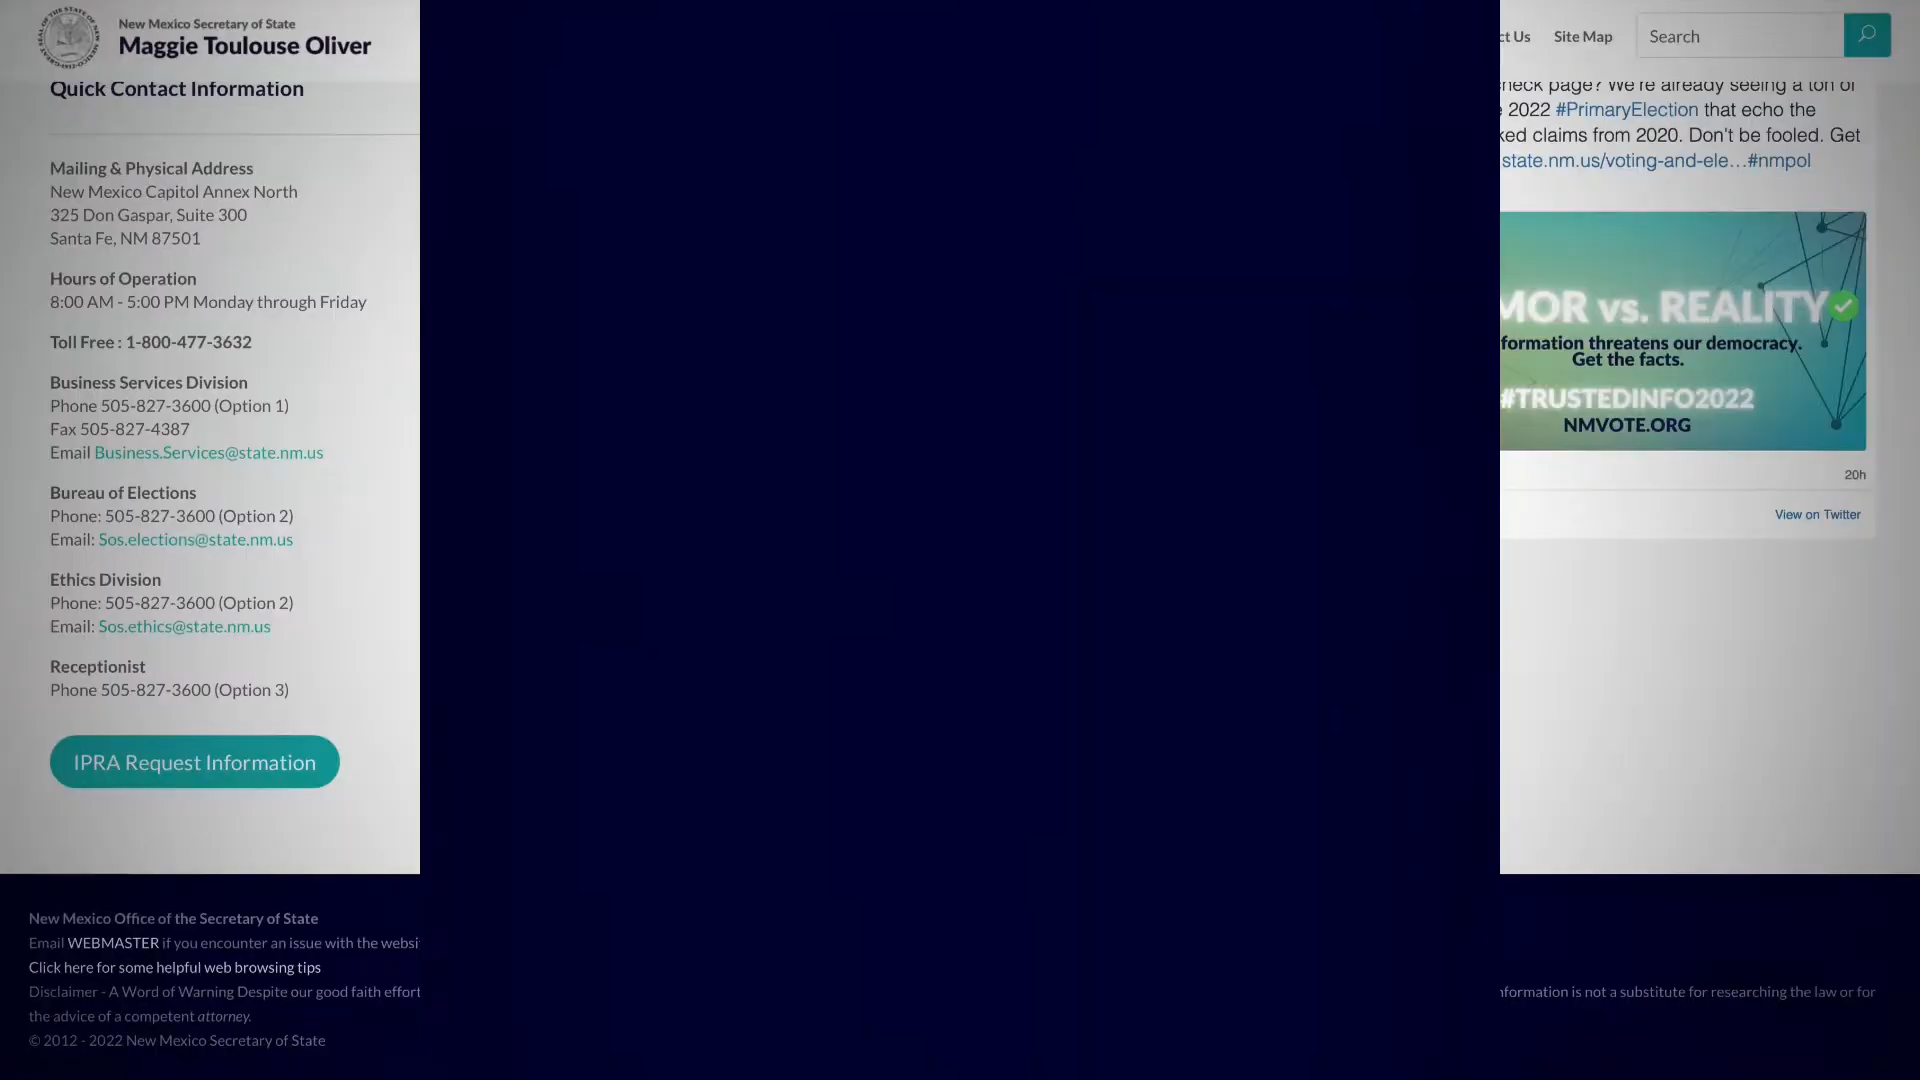 New Mexico Secretary of State
Maggie Toulouse Oliver
Quick Contact Information
Mailing & Physical Address
New Mexico Capitol Annex North
325 Don Gaspar, Suite 300
Santa Fe, NM 87501
Hours of Operation
8:00 AM - 5:00 PM Monday through Friday
Toll Free : 1-800-477-3632
Business Services Division
Phone 505-827-3600 (Option 1)
Fax 505-827-4387
Email Business.Services@state.nm.us
Bureau of Elections
Phone: 505-827-3600 (Option 2)
Email: Sos.elections@state.nm.us
Ethics Division
Phone: 505-827-3600 (Option 2)
Email: Sos.ethics@state.nm.us
Receptionist
Phone 505-827-3600 (Option 3)
IPRA Request Information
Us Site Map Search
page? We're already seeing a ton of
2022 #PrimaryElection that echo the
claims from 2020. Don't be fooled. Get
state.nm.us/voting-and-ele…#nmpol
MOR vs. REALITY
formation threatens our democracy.
Get the facts.
#TRUSTEDINFO2022
NMVOTE.ORG
20h
View on Twitter
New Mexico Office of the Secretary of State
Email WEBMASTER if you encounter an issue with the websi
Click here for some helpful web browsing tips
Disclaimer - A Word of Warning Despite our good faith effort
nformation is not a substitute for researching the law or for
the advice of a competent attorney.
© 2012 - 2022 New Mexico Secretary of State